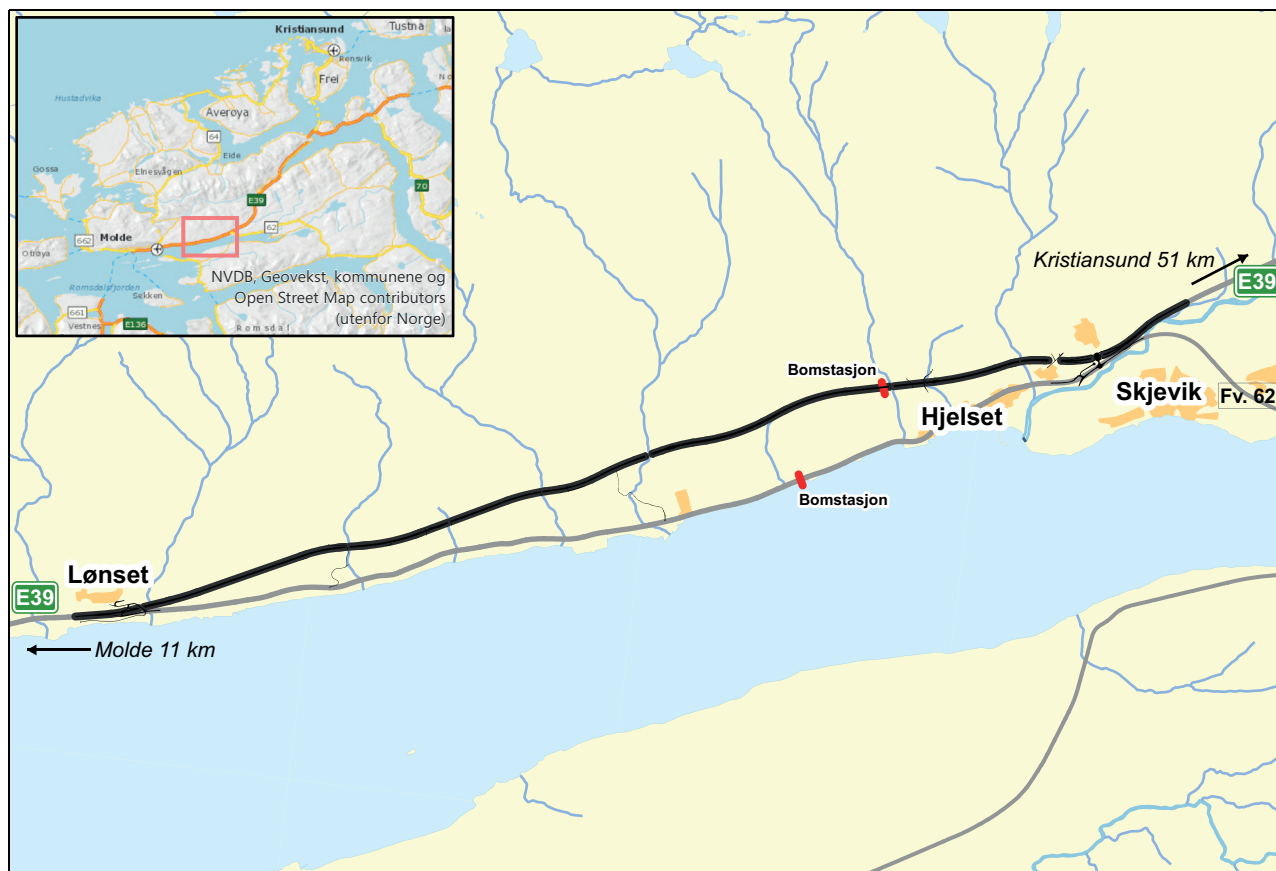 Kristiansund
Tustna
Rensvik
Frei
Hustadvika
Averøya
64
Eide
Gossa
Elnesvågen
70
E39
662
Molde
62
Otrøya
NVDB, Geovekst, kommunene og
Open Street Map contributors
(utenfor Norge)
Romsdalsfjorden
Sekken
661
Vestnes
E136
Romsdal
Kristiansund 51 km
E39
Bomstasjon
Skjevik
Fv. 62
Hjelset
Bomstasjon
Lønset
E39
Molde 11 km